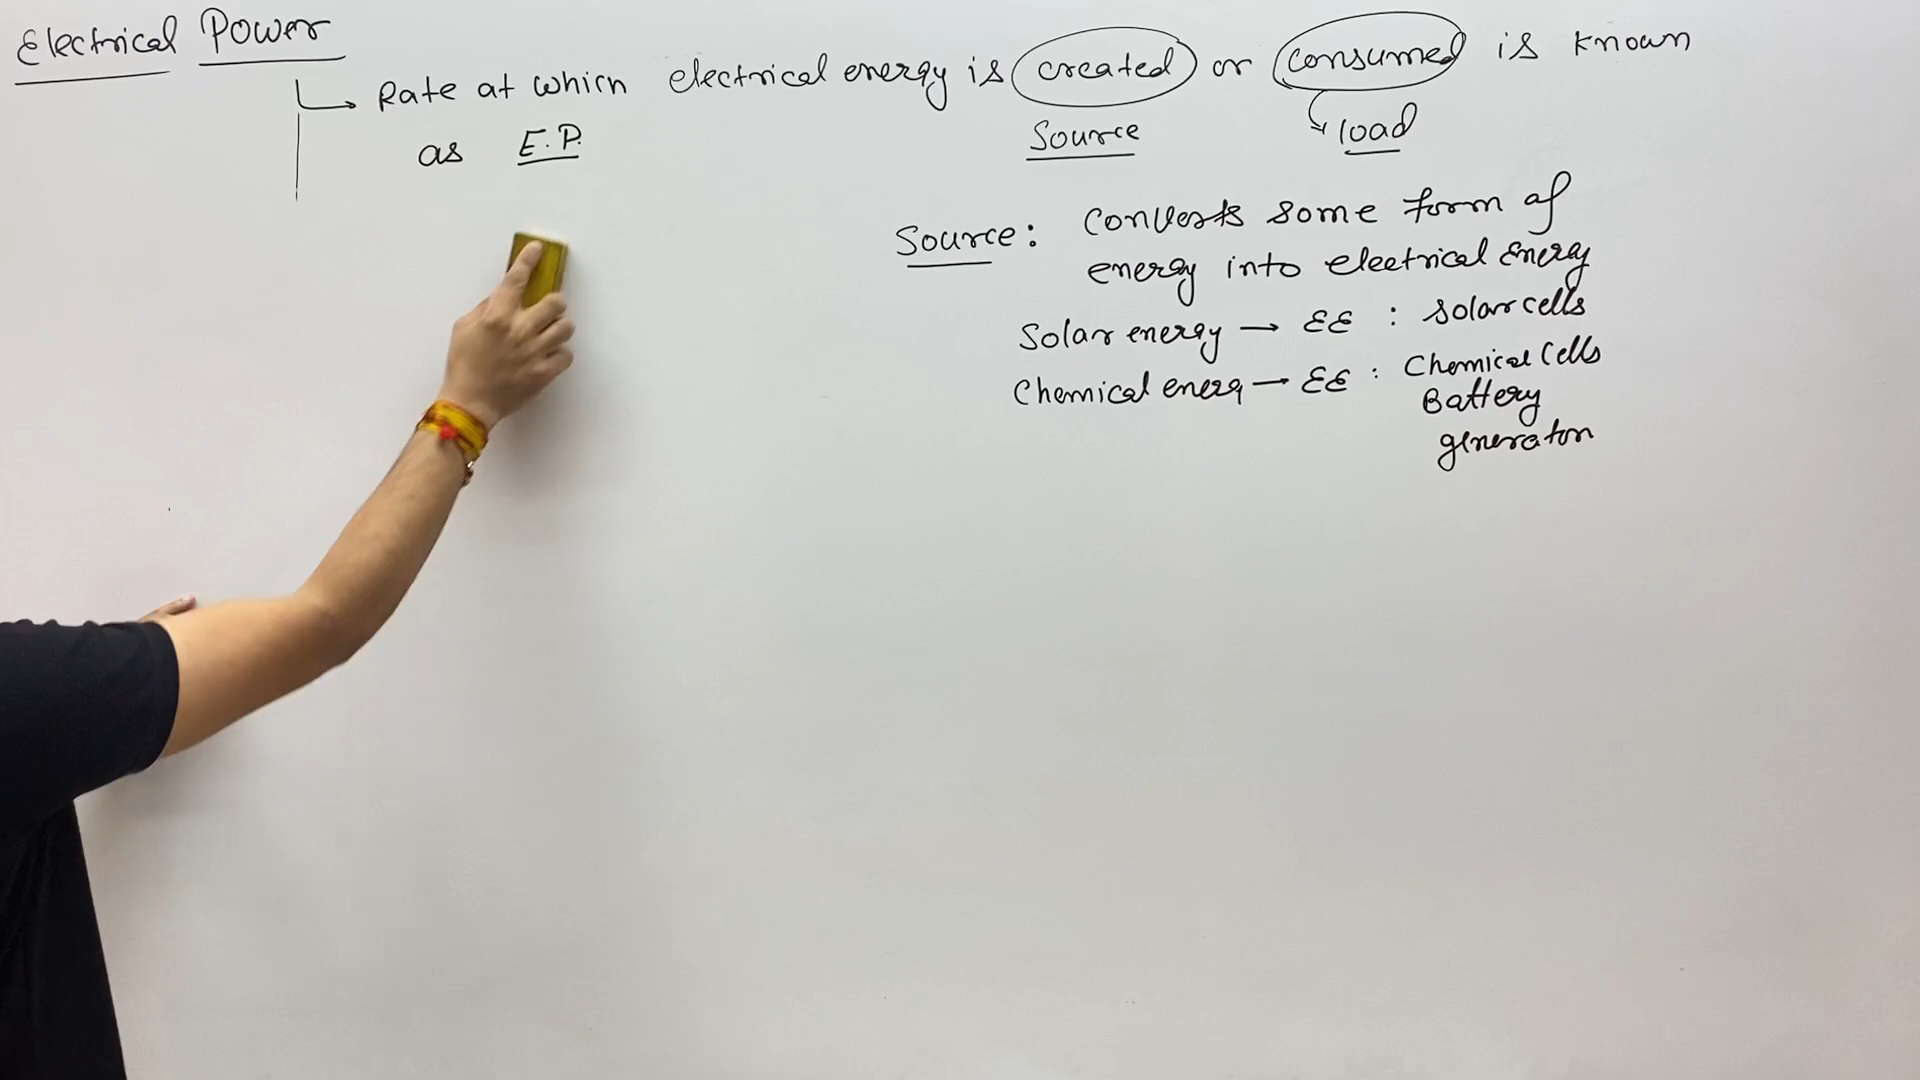 Electrical Power
Rate at which electrical energy is created or consumed is known
as E.P.
Source
load
Source: Converts some form of
energy into electrical Energy
Solar energy → EE : Solar cells
Chemical energy → EE : Chemical Cells
Battery
generator